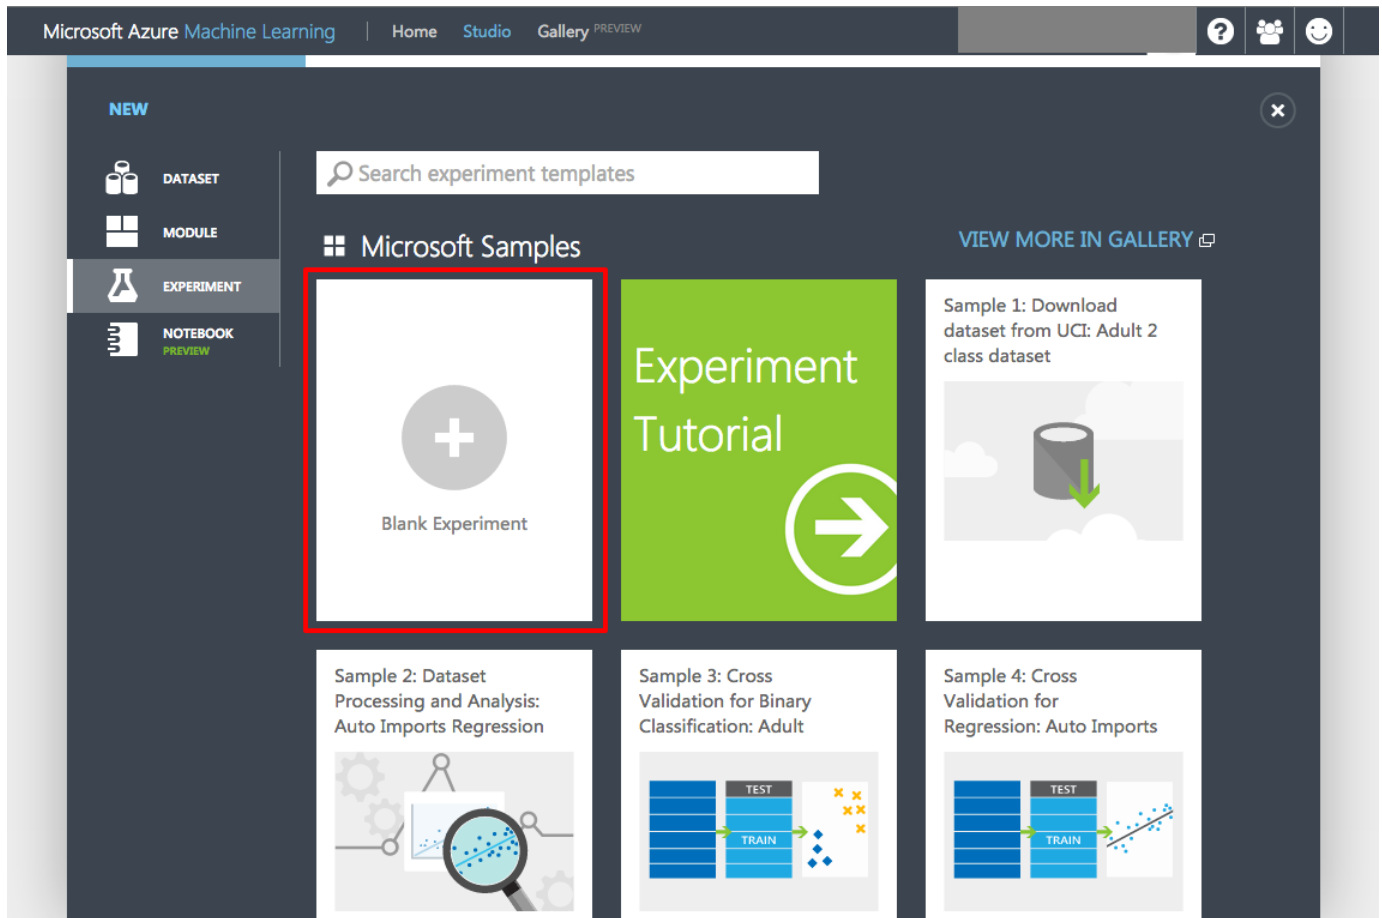 Microsoft Azure Machine Learning | Home Studio Gallery PREVIEW
NEW
DATASET
MODULE
EXPERIMENT
NOTEBOOK
PREVIEW
Search experiment templates
Microsoft Samples
VIEW MORE IN GALLERY
Blank Experiment
Experiment
Tutorial
Sample 1: Download
dataset from UCI: Adult 2
class dataset
Sample 2: Dataset
Processing and Analysis:
Auto Imports Regression
Sample 3: Cross
Validation for Binary
Classification: Adult
TEST
TRAIN
Sample 4: Cross
Validation for
Regression: Auto Imports
TEST
TRAIN